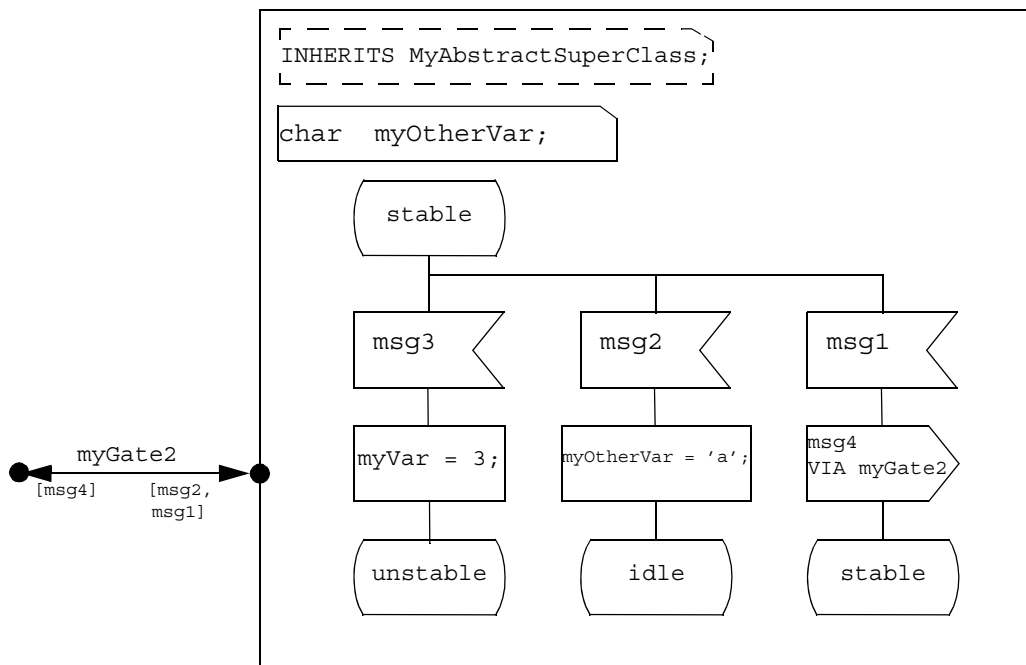 INHERITS MyAbstractSuperClass;
char myOtherVar;
stable
msg3
msg2
msg1
myVar = 3;
myOtherVar = ’a’;
msg4
VIA myGate2
myGate2
[msg4]
[msg2,
msg1]
unstable
idle
stable